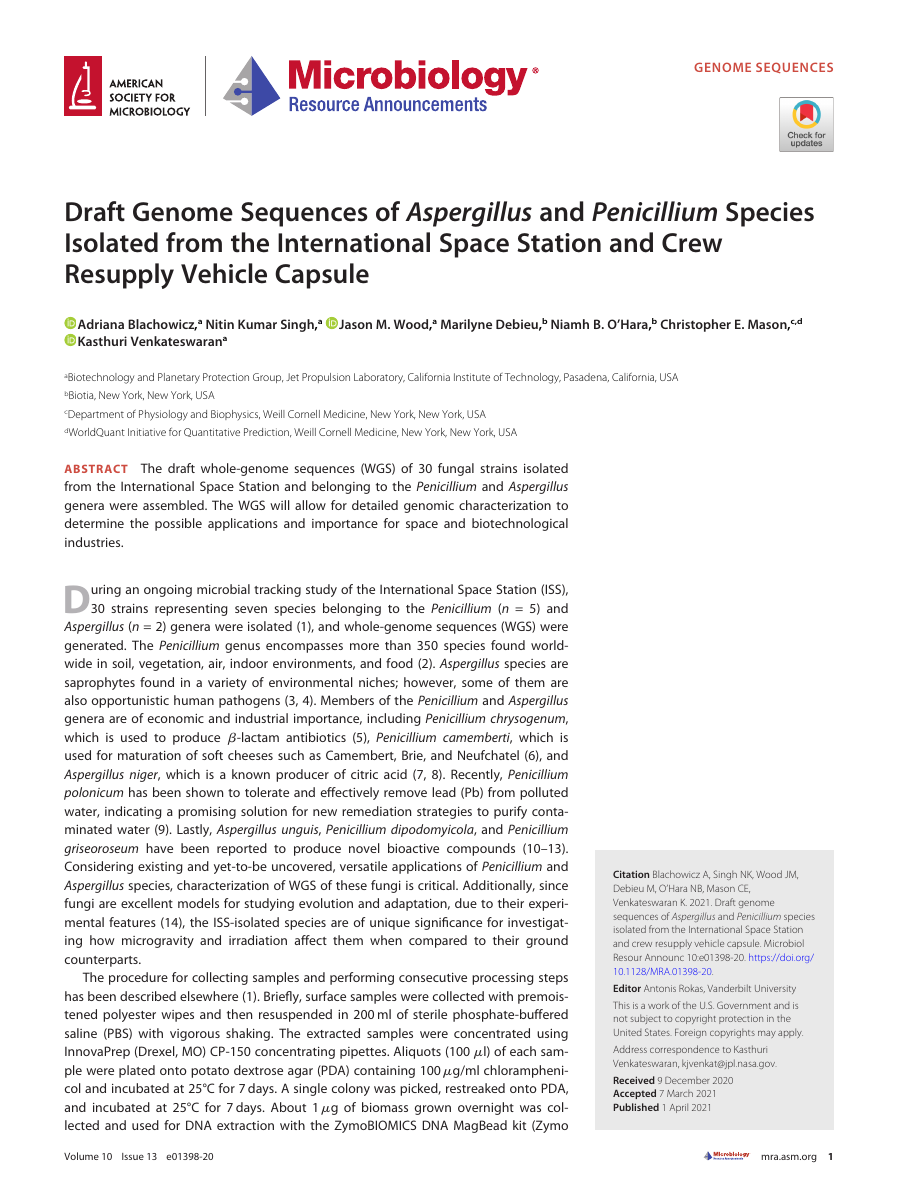 AMERICAN
SOCIETY FOR
MICROBIOLOGY
Microbiology®
Resource Announcements
GENOME SEQUENCES
Check for
updates
Draft Genome Sequences of Aspergillus and Penicillium Species
Isolated from the International Space Station and Crew
Resupply Vehicle Capsule
iD Adriana Blachowicz,ᵃ Nitin Kumar Singh,ᵃ iD Jason M. Wood,ᵃ Marilyne Debieu,ᵇ Niamh B. O’Hara,ᵇ Christopher E. Mason,ᶜ,ᵈ
iD Kasthuri Venkateswaranᵃ
ᵃBiotechnology and Planetary Protection Group, Jet Propulsion Laboratory, California Institute of Technology, Pasadena, California, USA
ᵇBiotia, New York, New York, USA
ᶜDepartment of Physiology and Biophysics, Weill Cornell Medicine, New York, New York, USA
ᵈWorldQuant Initiative for Quantitative Prediction, Weill Cornell Medicine, New York, New York, USA
ABSTRACT The draft whole-genome sequences (WGS) of 30 fungal strains isolated
from the International Space Station and belonging to the Penicillium and Aspergillus
genera were assembled. The WGS will allow for detailed genomic characterization to
determine the possible applications and importance for space and biotechnological
industries.
During an ongoing microbial tracking study of the International Space Station (ISS),
30 strains representing seven species belonging to the Penicillium (n = 5) and
Aspergillus (n = 2) genera were isolated (1), and whole-genome sequences (WGS) were
generated. The Penicillium genus encompasses more than 350 species found world-
wide in soil, vegetation, air, indoor environments, and food (2). Aspergillus species are
saprophytes found in a variety of environmental niches; however, some of them are
also opportunistic human pathogens (3, 4). Members of the Penicillium and Aspergillus
genera are of economic and industrial importance, including Penicillium chrysogenum,
which is used to produce β-lactam antibiotics (5), Penicillium camemberti, which is
used for maturation of soft cheeses such as Camembert, Brie, and Neufchatel (6), and
Aspergillus niger, which is a known producer of citric acid (7, 8). Recently, Penicillium
polonicum has been shown to tolerate and effectively remove lead (Pb) from polluted
water, indicating a promising solution for new remediation strategies to purify conta-
minated water (9). Lastly, Aspergillus unguis, Penicillium dipodomyicola, and Penicillium
griseoroseum have been reported to produce novel bioactive compounds (10–13).
Considering existing and yet-to-be uncovered, versatile applications of Penicillium and
Aspergillus species, characterization of WGS of these fungi is critical. Additionally, since
fungi are excellent models for studying evolution and adaptation, due to their experi-
mental features (14), the ISS-isolated species are of unique significance for investigat-
ing how microgravity and irradiation affect them when compared to their ground
counterparts.
The procedure for collecting samples and performing consecutive processing steps
has been described elsewhere (1). Briefly, surface samples were collected with premois-
tened polyester wipes and then resuspended in 200 ml of sterile phosphate-buffered
saline (PBS) with vigorous shaking. The extracted samples were concentrated using
InnovaPrep (Drexel, MO) CP-150 concentrating pipettes. Aliquots (100 μl) of each sam-
ple were plated onto potato dextrose agar (PDA) containing 100 μg/ml chlorampheni-
col and incubated at 25°C for 7 days. A single colony was picked, restreaked onto PDA,
and incubated at 25°C for 7 days. About 1 μg of biomass grown overnight was col-
lected and used for DNA extraction with the ZymoBIOMICS DNA MagBead kit (Zymo
Citation Blachowicz A, Singh NK, Wood JM,
Debieu M, O’Hara NB, Mason CE,
Venkateswaran K. 2021. Draft genome
sequences of Aspergillus and Penicillium species
isolated from the International Space Station
and crew resupply vehicle capsule. Microbiol
Resour Announc 10:e01398-20. https://doi.org/
10.1128/MRA.01398-20.
Editor Antonis Rokas, Vanderbilt University
This is a work of the U.S. Government and is
not subject to copyright protection in the
United States. Foreign copyrights may apply.
Address correspondence to Kasthuri
Venkateswaran, kjvenkat@jpl.nasa.gov.
Received 9 December 2020
Accepted 7 March 2021
Published 1 April 2021
Volume 10 Issue 13 e01398-20
Microbiology
Resource Announcements
mra.asm.org 1